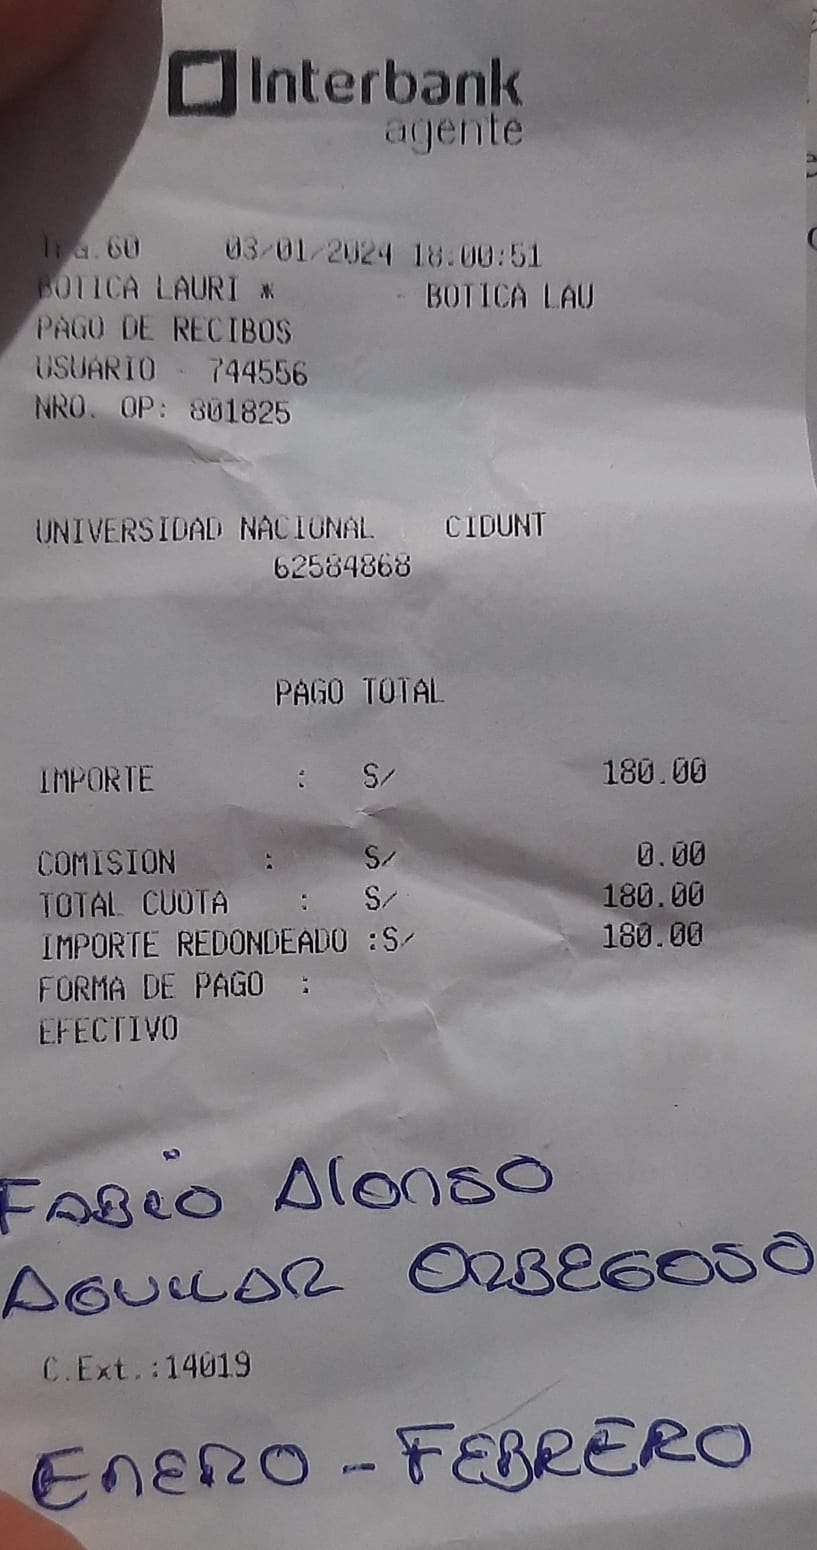 Interbank
agente
03/01/2024 18:00:51
BOTICA LAURI * - BOTICA LAU
PAGO DE RECIBOS
USUARIO - 744556
NRO. OP: 801825
UNIVERSIDAD NACIONAL CIDUNT
62584868
PAGO TOTAL
IMPORTE : S/ 180.00
COMISION : S/ 0.00
TOTAL CUOTA : S/ 180.00
IMPORTE REDONDEADO :S/ 180.00
FORMA DE PAGO :
EFECTIVO
FABIO Alonso
AGUILAR ORBEGOSO
C.Ext.:14019
ENERO - FEBRERO